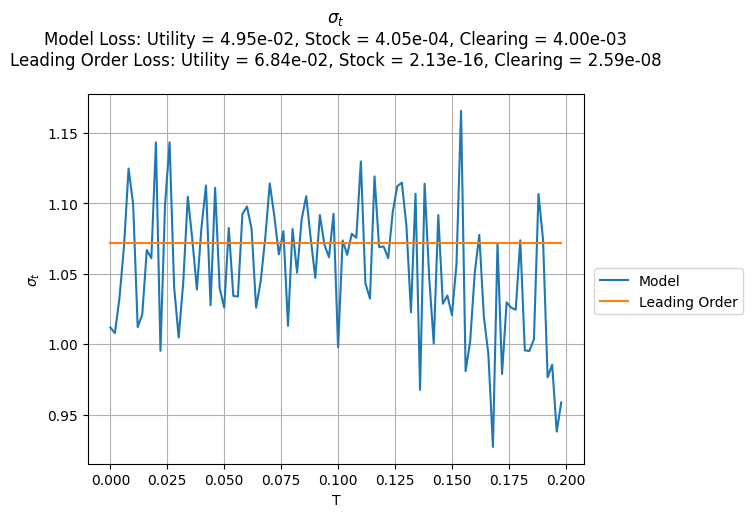 σₜ
Model Loss: Utility = 4.95e-02, Stock = 4.05e-04, Clearing = 4.00e-03
Leading Order Loss: Utility = 6.84e-02, Stock = 2.13e-16, Clearing = 2.59e-08
1.15
1.10
1.05
1.00
0.95
σₜ
0.000 0.025 0.050 0.075 0.100 0.125 0.150 0.175 0.200
T
Model
Leading Order